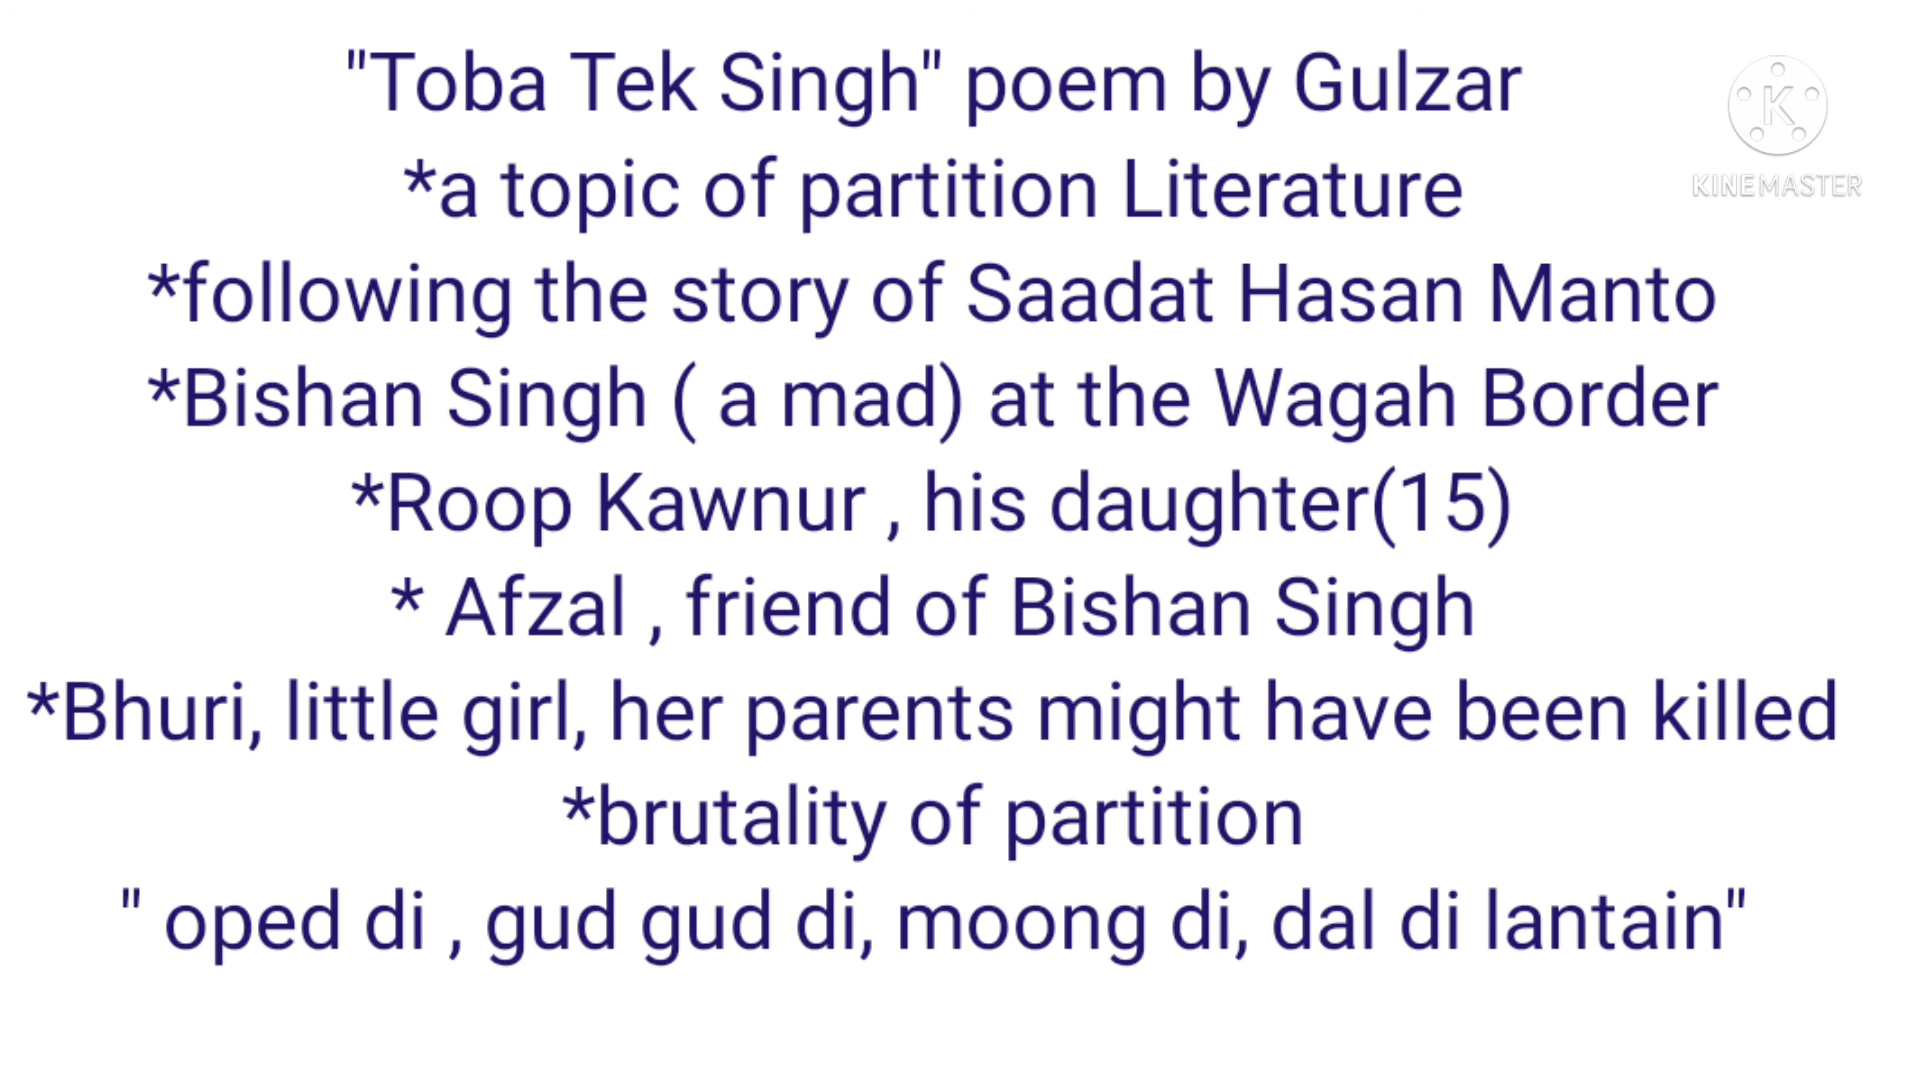 "Toba Tek Singh" poem by Gulzar
*a topic of partition Literature
*following the story of Saadat Hasan Manto
*Bishan Singh ( a mad) at the Wagah Border
*Roop Kawnur , his daughter(15)
* Afzal , friend of Bishan Singh
*Bhuri, little girl, her parents might have been killed
*brutality of partition
" oped di , gud gud di, moong di, dal di lantain"
K
KINEMASTER